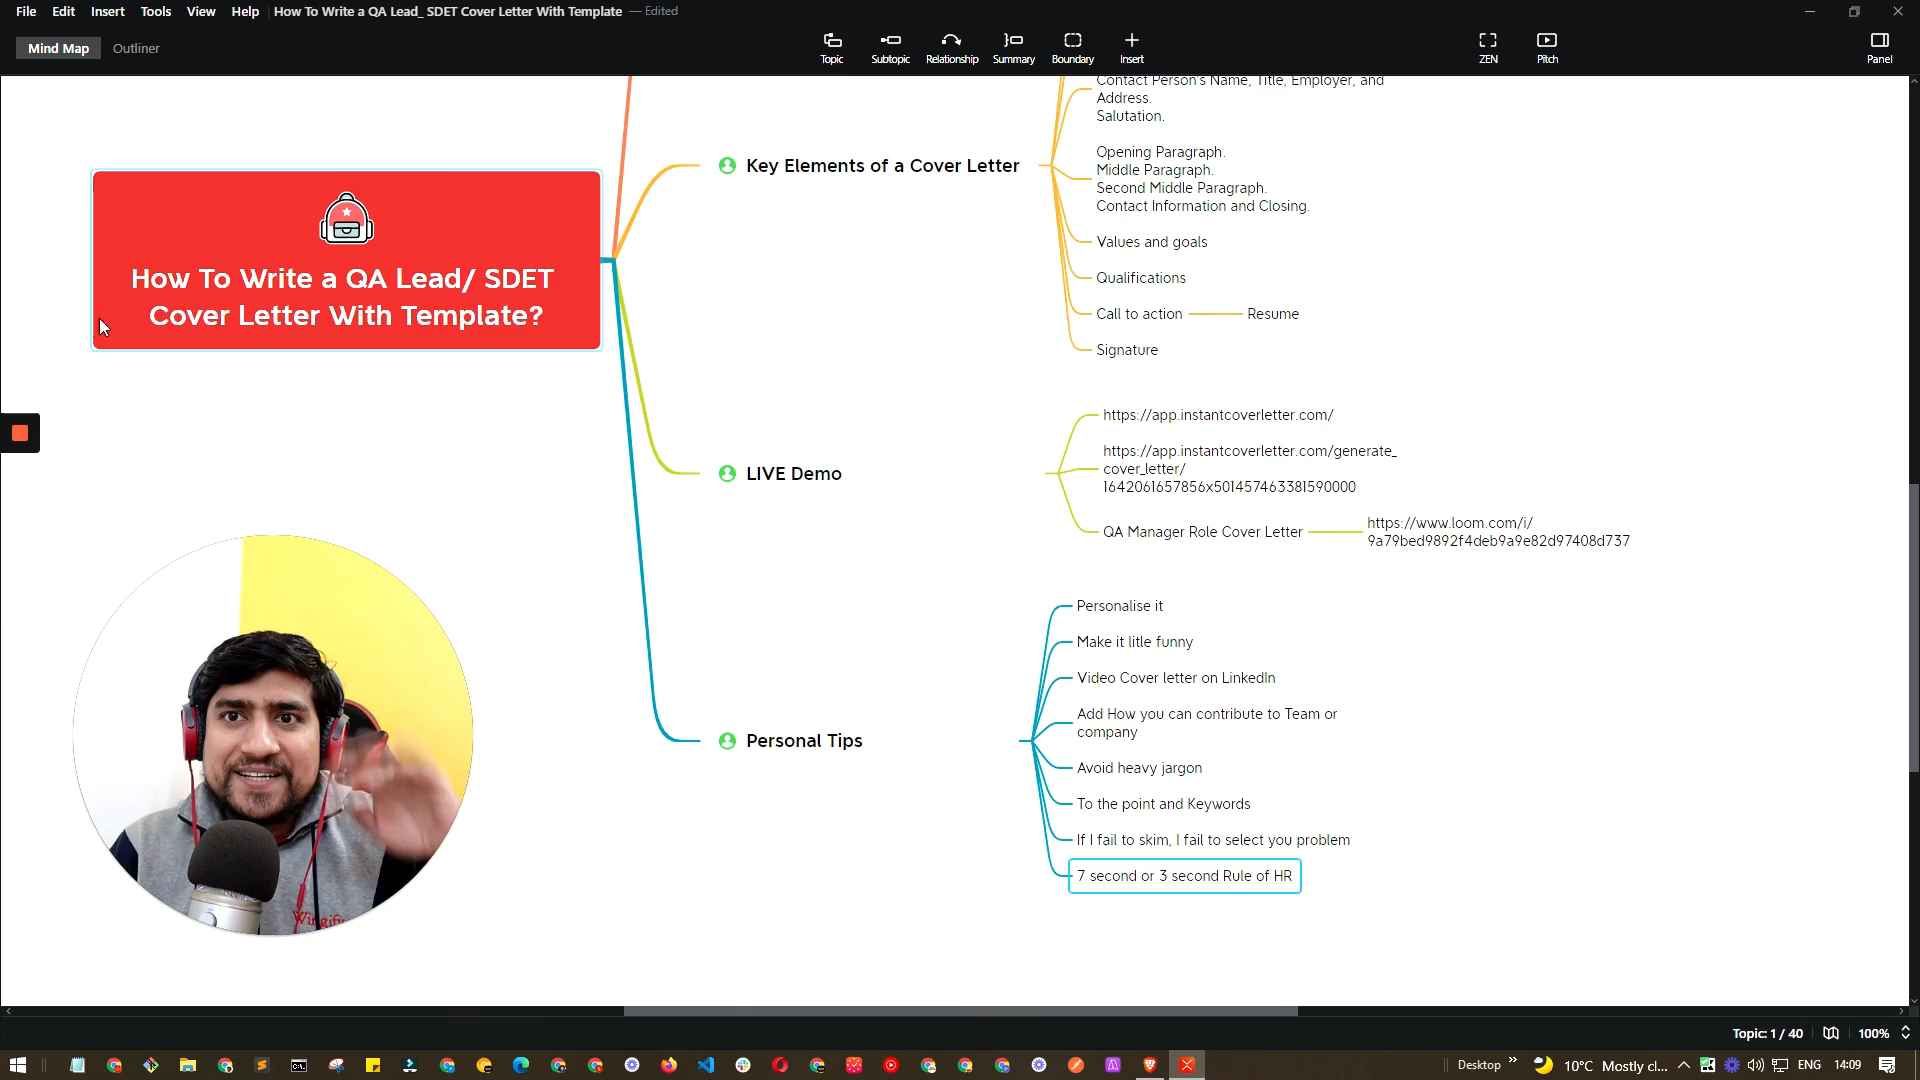 File Edit Insert Tools View Help How To Write a QA Lead_ SDET Cover Letter With Template — Edited
Mind Map Outliner
Topic Subtopic Relationship Summary Boundary Insert ZEN Pitch Panel
Contact Person's Name, Title, Employer, and
Address.
Salutation.
Opening Paragraph.
Middle Paragraph.
Second Middle Paragraph.
Contact Information and Closing.
Key Elements of a Cover Letter
Values and goals
Qualifications
Call to action Resume
Signature
How To Write a QA Lead/ SDET
Cover Letter With Template?
https://app.instantcoverletter.com/
https://app.instantcoverletter.com/generate_
cover_letter/
1642061657856x501457463381590000
LIVE Demo
QA Manager Role Cover Letter
https://www.loom.com/i/
9a79bed9892f4deb9a9e82d97408d737
Personalise it
Make it litle funny
Video Cover letter on LinkedIn
Add How you can contribute to Team or
company
Personal Tips
Avoid heavy jargon
To the point and Keywords
If I fail to skim, I fail to select you problem
7 second or 3 second Rule of HR
Wingify
Topic: 1 / 40 100%
Desktop 10°C Mostly cl... ENG 14:09